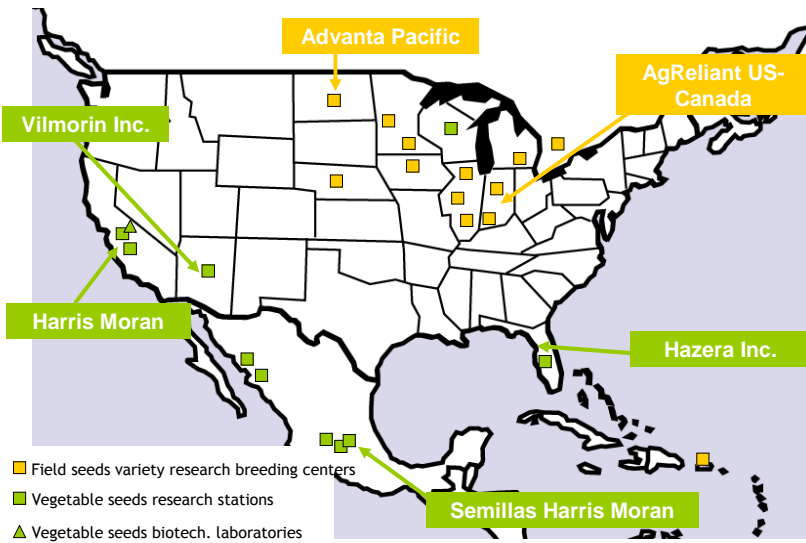 Advanta Pacific
AgReliant US-
Canada
Vilmorin Inc.
Harris Moran
Hazera Inc.
Field seeds variety research breeding centers
Vegetable seeds research stations
Semillas Harris Moran
Vegetable seeds biotech. laboratories